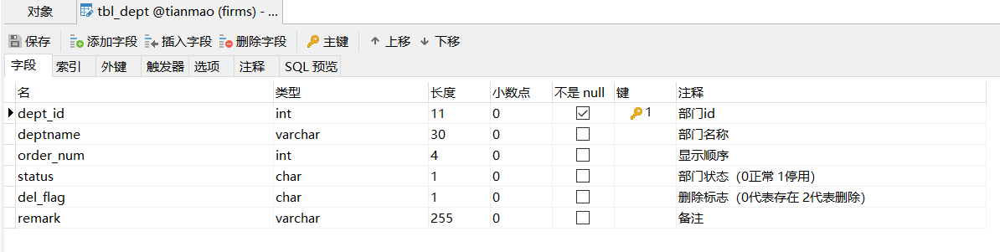 对象 tbl_dept @tianmao (firms) - ...
保存 添加字段 插入字段 删除字段 主键 上移 下移
字段 索引 外键 触发器 选项 注释 SQL 预览
名 类型 长度 小数点 不是 null 键 注释
dept_id int 11 0 1 部门id
deptname varchar 30 0 部门名称
order_num int 4 0 显示顺序
status char 1 0 部门状态（0正常 1停用）
del_flag char 1 0 删除标志（0代表存在 2代表删除）
remark varchar 255 0 备注